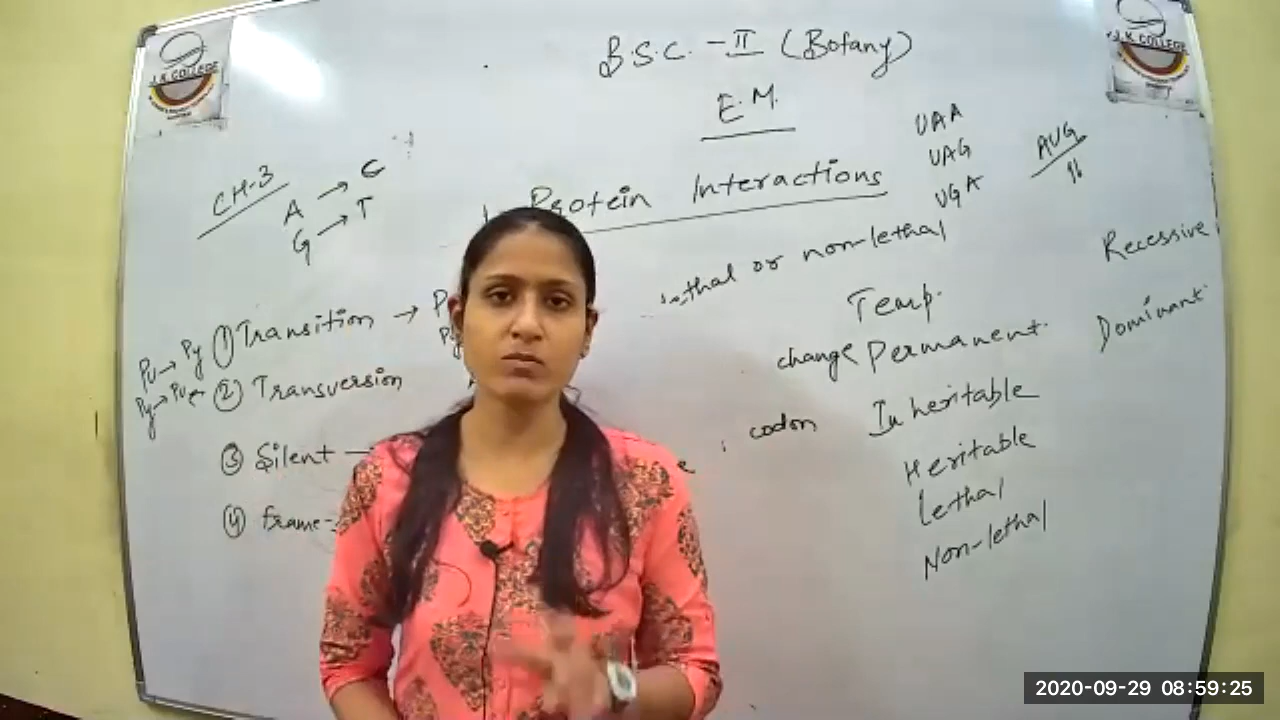 J.K COLLEGE
J.K COLLEGE
B.S.C. - II (Botany)
E.M.
CH-3
A → C
G → T
Protein Interactions
UAA
UAG
UGA
AUG
lethal or non-lethal
Pu → Py ① Transition →
Py → Pu ② Transversion
③ Silent —
④ frame-
codon
Temp.
change Permanent.
Inheritable
Heritable
Lethal
Non-lethal
Recessive
Dominant
2020-09-29 08:59:25